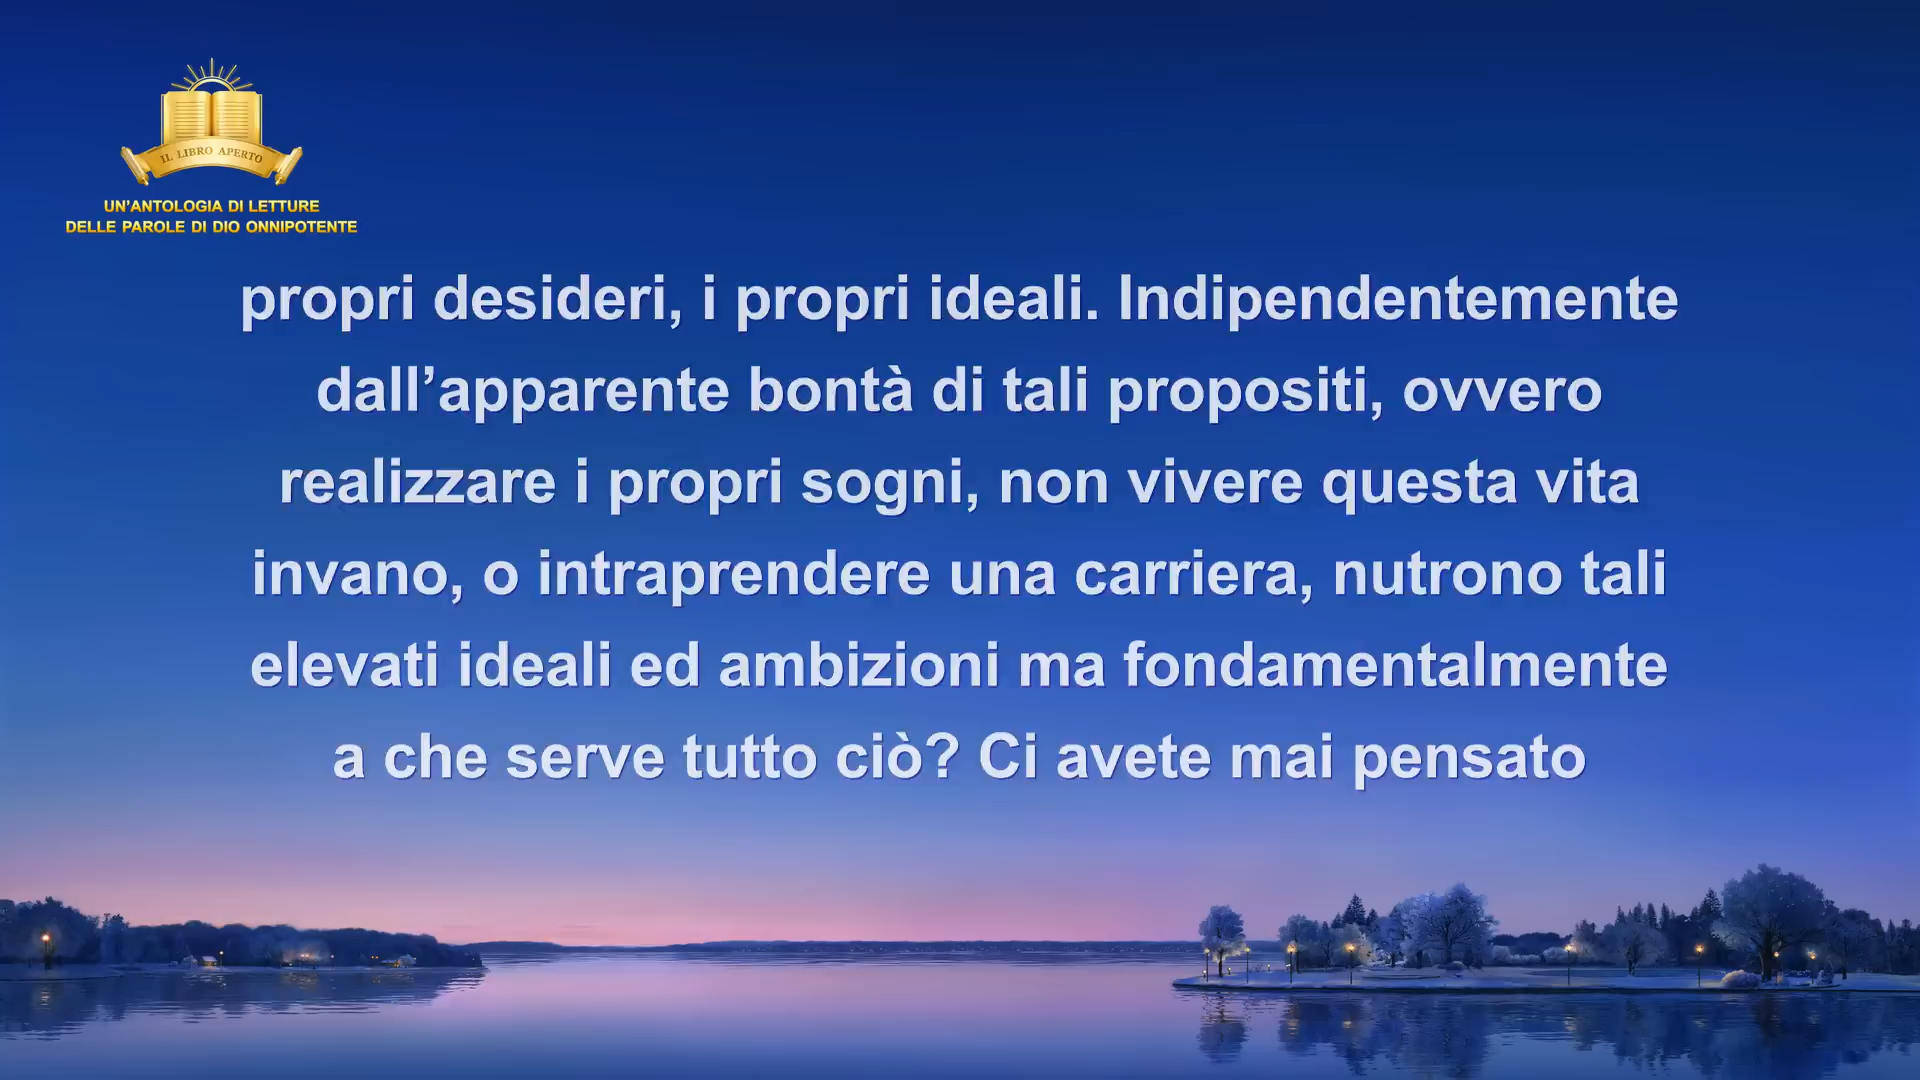 IL LIBRO APERTO
UN’ANTOLOGIA DI LETTURE
DELLE PAROLE DI DIO ONNIPOTENTE
propri desideri, i propri ideali. Indipendentemente
dall’apparente bontà di tali propositi, ovvero
realizzare i propri sogni, non vivere questa vita
invano, o intraprendere una carriera, nutrono tali
elevati ideali ed ambizioni ma fondamentalmente
a che serve tutto ciò? Ci avete mai pensato